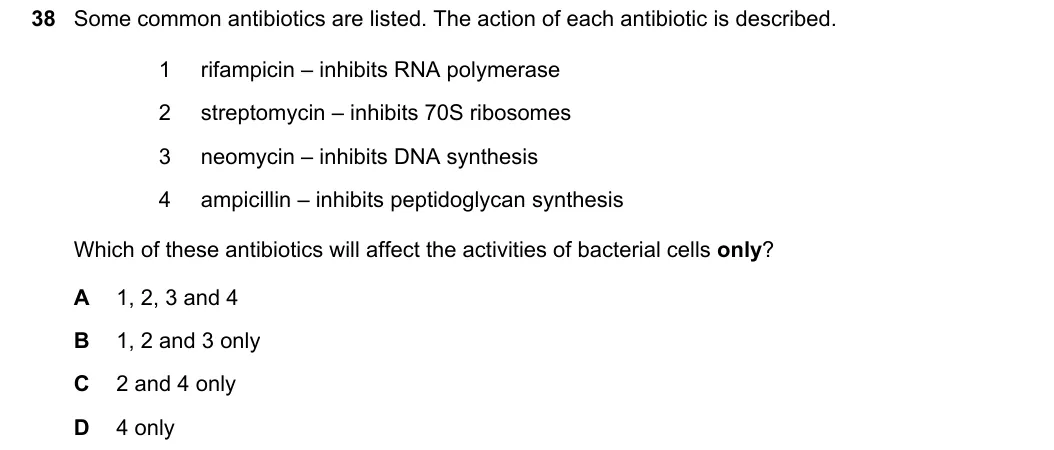 38 Some common antibiotics are listed. The action of each antibiotic is described.
1 rifampicin – inhibits RNA polymerase
2 streptomycin – inhibits 70S ribosomes
3 neomycin – inhibits DNA synthesis
4 ampicillin – inhibits peptidoglycan synthesis
Which of these antibiotics will affect the activities of bacterial cells only?
A 1, 2, 3 and 4
B 1, 2 and 3 only
C 2 and 4 only
D 4 only